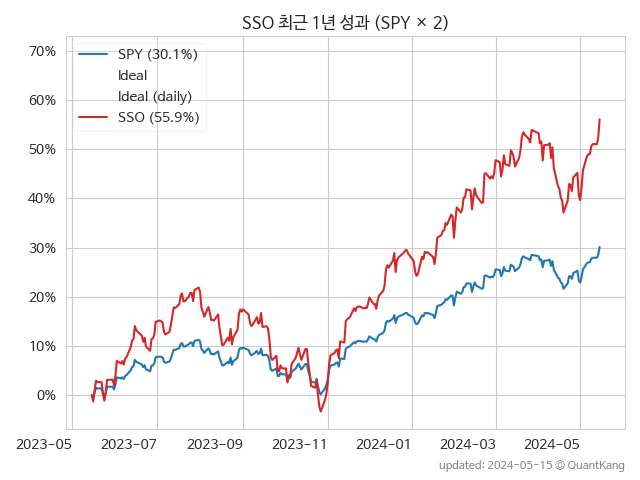 SSO 최근 1년 성과 (SPY × 2)
70%
60%
50%
40%
30%
20%
10%
0%
SPY (30.1%)
Ideal
Ideal (daily)
SSO (55.9%)
2023-05 2023-07 2023-09 2023-11 2024-01 2024-03 2024-05
updated: 2024-05-15 ⓒ QuantKang